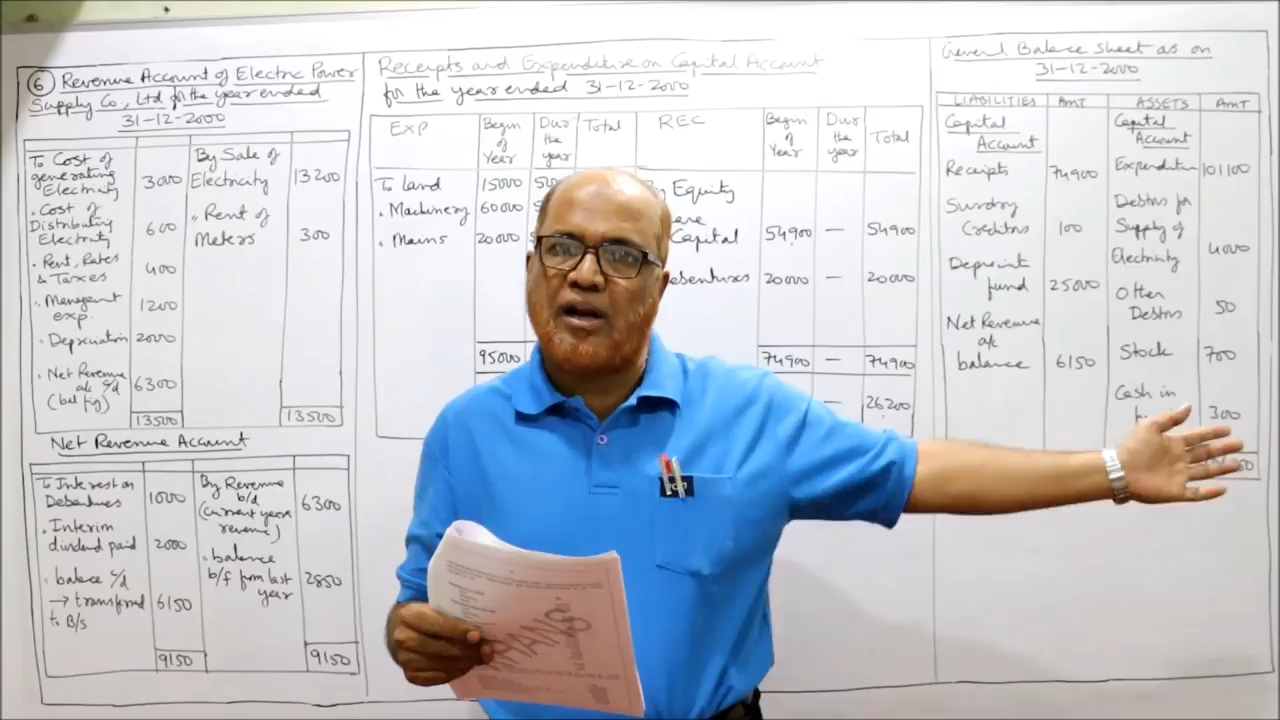 ⑥ Revenue Account of Electric Power
Supply Co., Ltd for the year ended
31-12-2000
To Cost of
generating
Electricity 3000
" Cost of
Distributing
Electricity 600
" Rent, Rates
& Taxes 400
" Management
exp. 1200
" Depreciation 2000
" Net Revenue
a/c c/d
(bal fig) 6300
13500
By Sale of
Electricity 13200
" Rent of
Meters 300
13500
Net Revenue Account
To Interest on
Debentures 1000
" Interim
dividend paid 2000
" balance c/d
→ transferred
to B/s 6150
9150
By Revenue
b/d
(current years
revenue) 6300
" balance
b/f from last
year 2850
9150
Receipts and Expenditure on Capital Account
for the year ended 31-12-2000
EXP Begin of Year Dur the year Total REC Begin of Year Dur the year Total
To Land 15000
" Machinery 60000
" Mains 20000
95000
Equity
Capital 54900 — 54900
20000 — 20000
74900 — 74900
— 26200
General Balance Sheet as on
31-12-2000
LIABILITIES AMT ASSETS AMT
Capital
Account
Receipts 74900
Sundry
Creditors 100
Depreciatn
fund 25000
Net Revenue
a/c
balance 6150
Capital
Account
Expenditure 101100
Debtors for
Supply of
Electricity 4000
Other
Debtors 50
Stock 700
Cash in
300